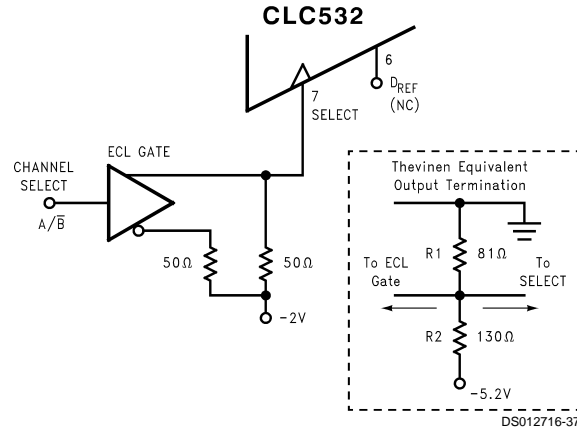 CLC532
6
D_REF
(NC)
7
SELECT
ECL GATE
CHANNEL
SELECT
A/B̅
50Ω
50Ω
-2V
Thevinen Equivalent
Output Termination
R1
81Ω
To ECL
Gate
To
SELECT
R2
130Ω
-5.2V
DS012716-37